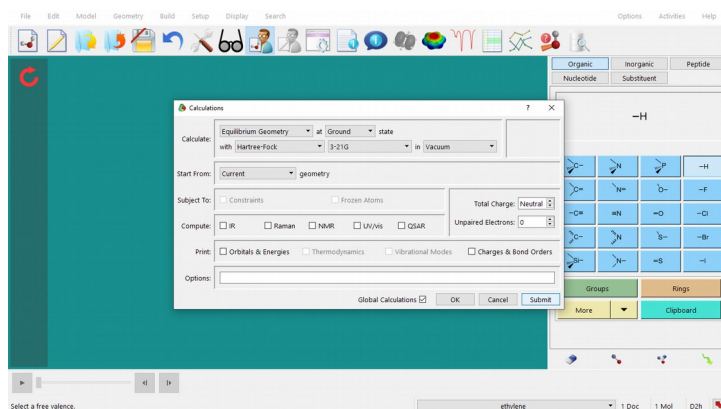 File Edit Model Geometry Build Setup Display Search Options Activities Help
Organic Inorganic Peptide
Nucleotide Substituent
–H
Calculations ? ×
Calculate: Equilibrium Geometry at Ground state
with Hartree-Fock 3-21G in Vacuum
Start From: Current geometry
Subject To: Constraints Frozen Atoms
Total Charge: Neutral
Unpaired Electrons: 0
Compute: IR Raman NMR UV/vis QSAR
Print: Orbitals & Energies Thermodynamics Vibrational Modes Charges & Bond Orders
Options:
Global Calculations OK Cancel Submit
C– N P –H
C= N= O– –F
–C≡ ≡N =O –Cl
C– N S– –Br
Si– N– =S –I
Groups Rings
More Clipboard
Select a free valence. ethylene 1 Doc 1 Mol D2h